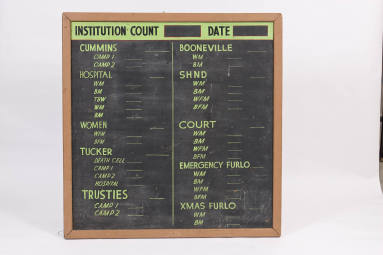 INSTITUTION COUNT DATE
CUMMINS
CAMP 1
CAMP 2
HOSPITAL
WM
BM
TBW
WM
BM
WOMEN
WFM
BFM
TUCKER
DEATH CELL
CAMP 1
CAMP 2
HOSPITAL
TRUSTIES
CAMP 1
CAMP 2
BOONEVILLE
WM
BM
SHND
WM
BM
WFM
BFM
COURT
WM
BM
WFM
BFM
EMERGENCY FURLO
WM
BM
WFM
BFM
XMAS FURLO
WM
BM